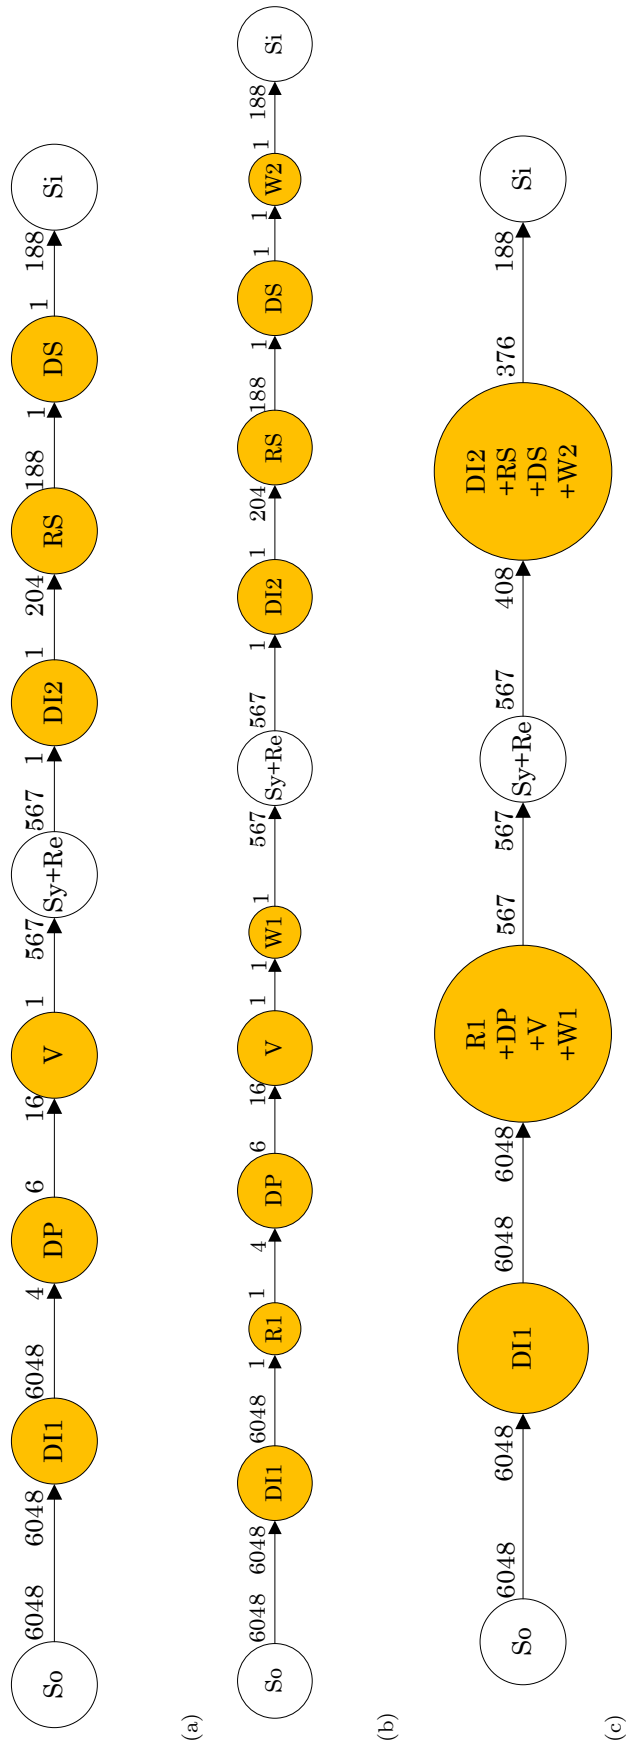 So
6048
6048
DI1
6048
4
DP
6
16
V
1
567
Sy+Re
567
1
DI2
1
204
RS
188
1
DS
1
188
Si
(a)
So
6048
6048
DI1
6048
1
R1
1
4
DP
6
16
V
1
1
W1
1
567
Sy+Re
567
1
DI2
1
204
RS
188
1
DS
1
1
W2
1
188
Si
(b)
So
6048
6048
DI1
6048
6048
R1
+DP
+V
+W1
567
567
Sy+Re
567
408
DI2
+RS
+DS
+W2
376
188
Si
(c)